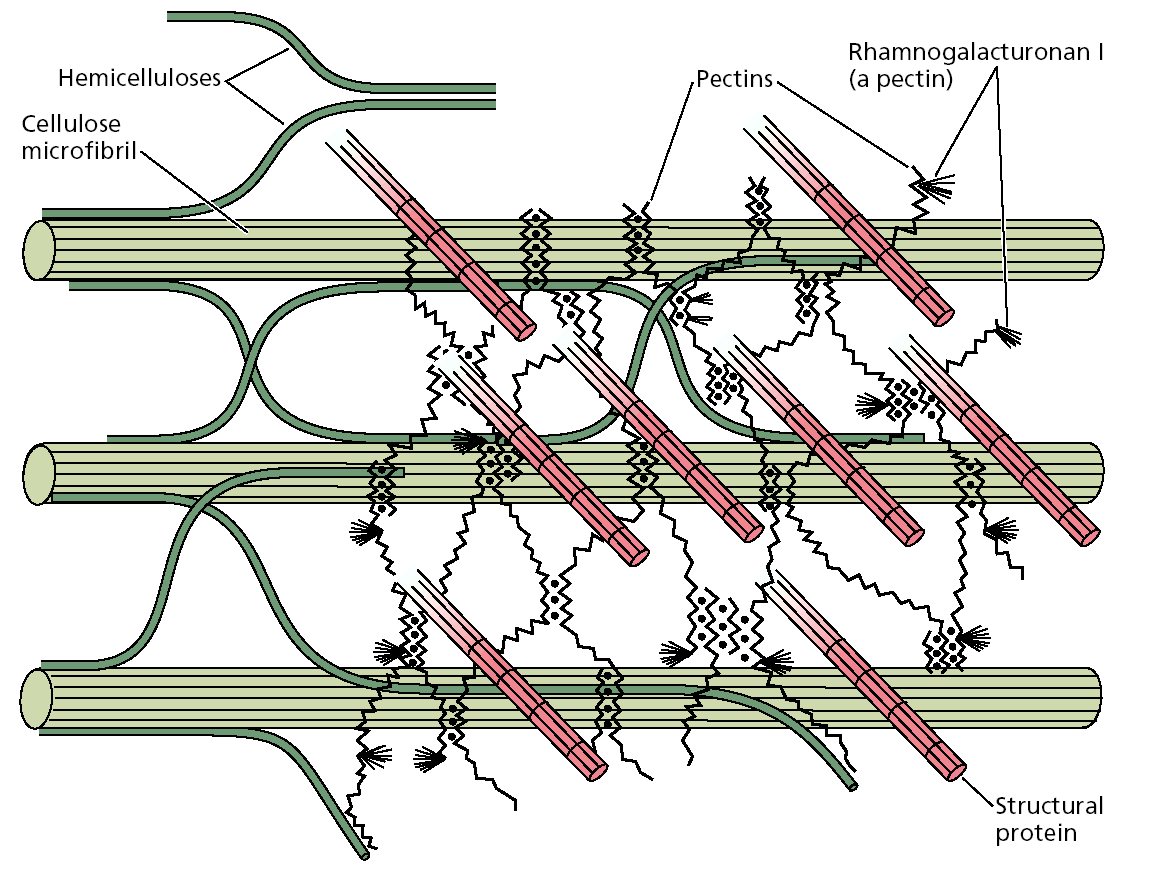 Hemicelluloses
Cellulose
microfibril
Pectins
Rhamnogalacturonan I
(a pectin)
Structural
protein